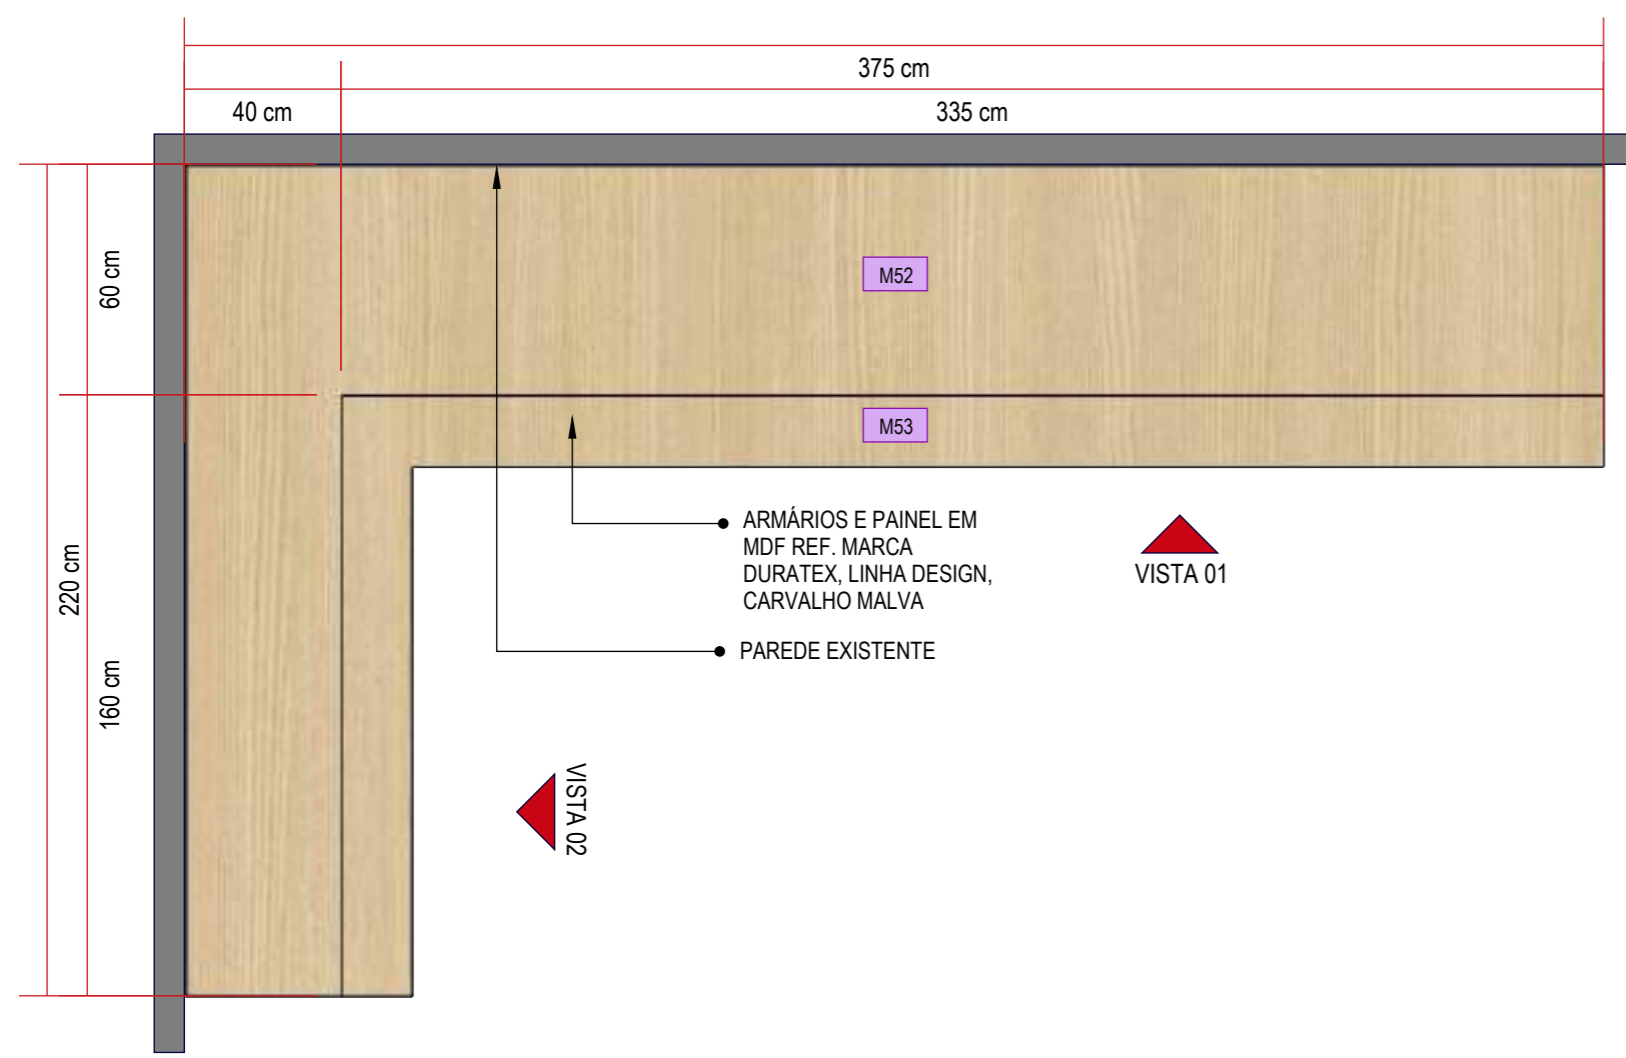 375 cm
40 cm
335 cm
60 cm
M52
M53
220 cm
160 cm
ARMÁRIOS E PAINEL EM
MDF REF. MARCA
DURATEX, LINHA DESIGN,
CARVALHO MALVA
VISTA 01
PAREDE EXISTENTE
VISTA 02